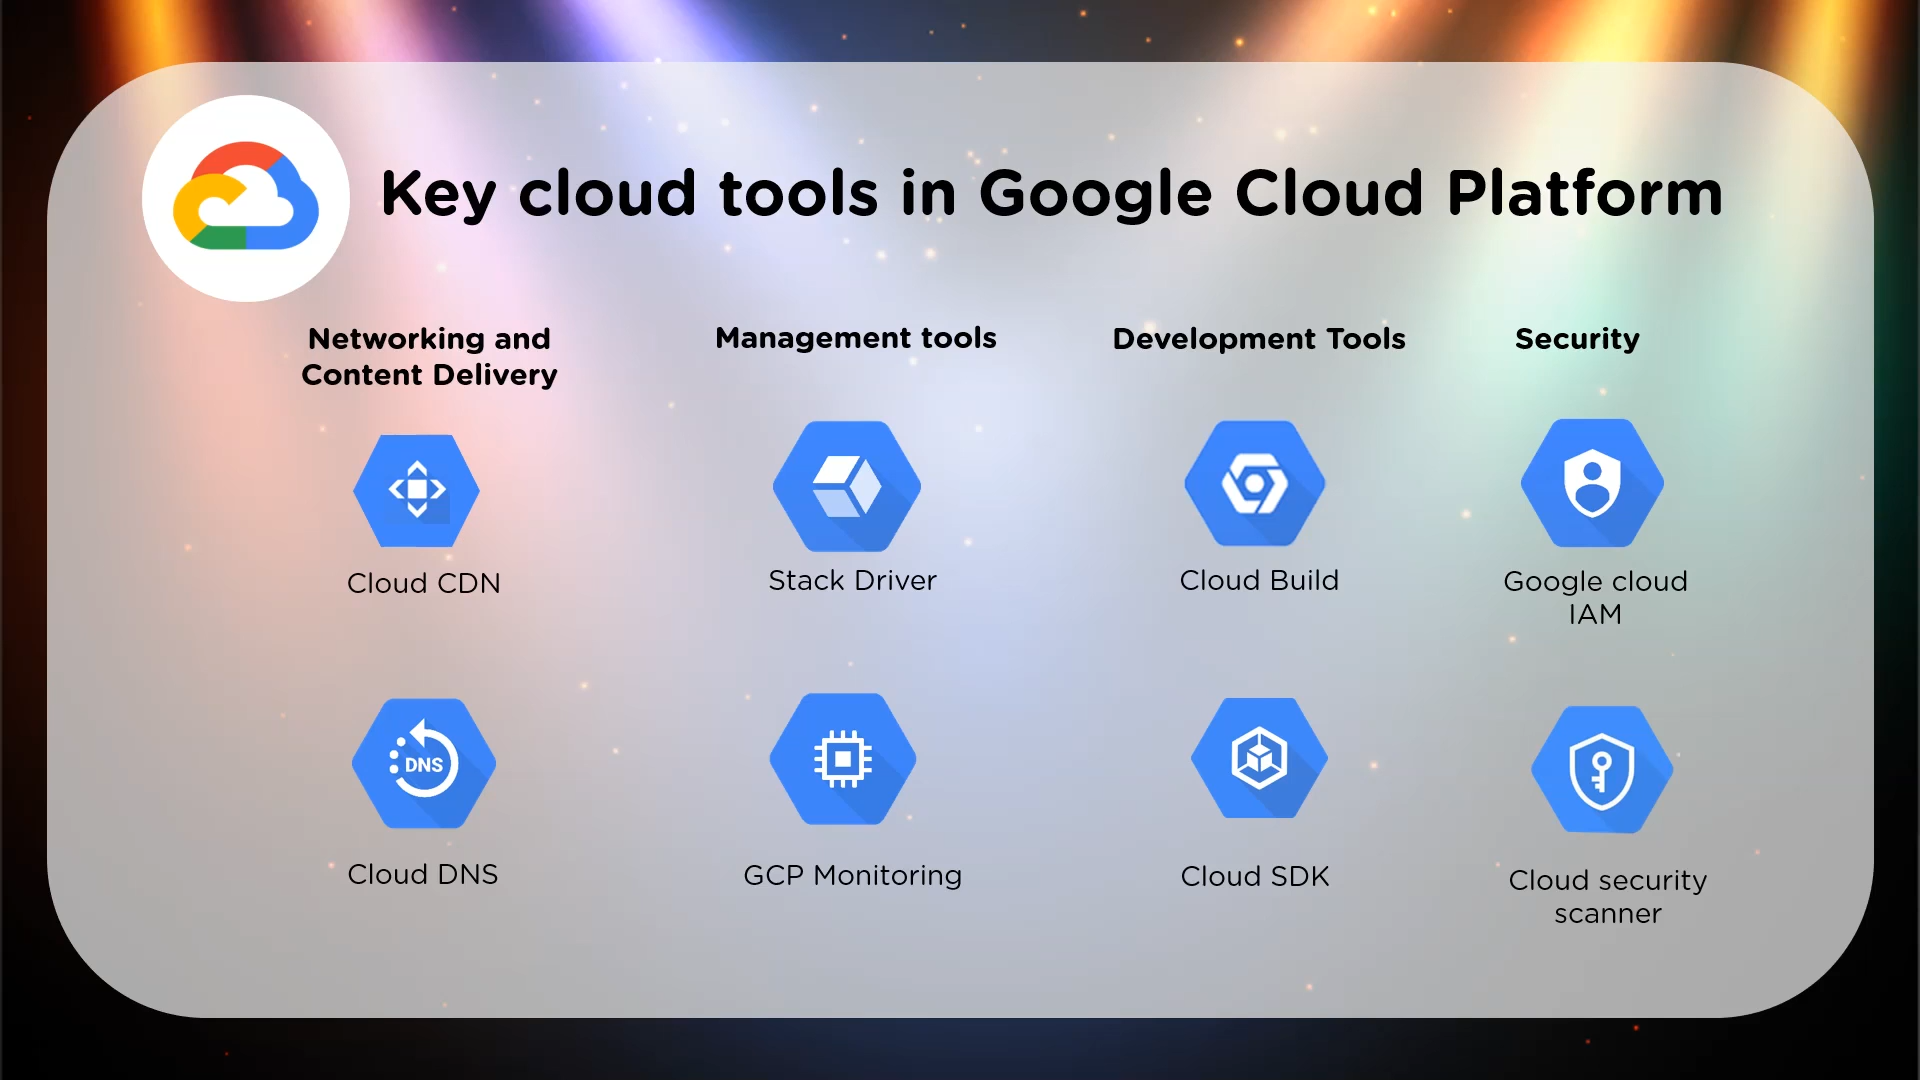 Key cloud tools in Google Cloud Platform
Networking and
Content Delivery
Cloud CDN
DNS
Cloud DNS
Management tools
Stack Driver
GCP Monitoring
Development Tools
Cloud Build
Cloud SDK
Security
Google cloud
IAM
Cloud security
scanner